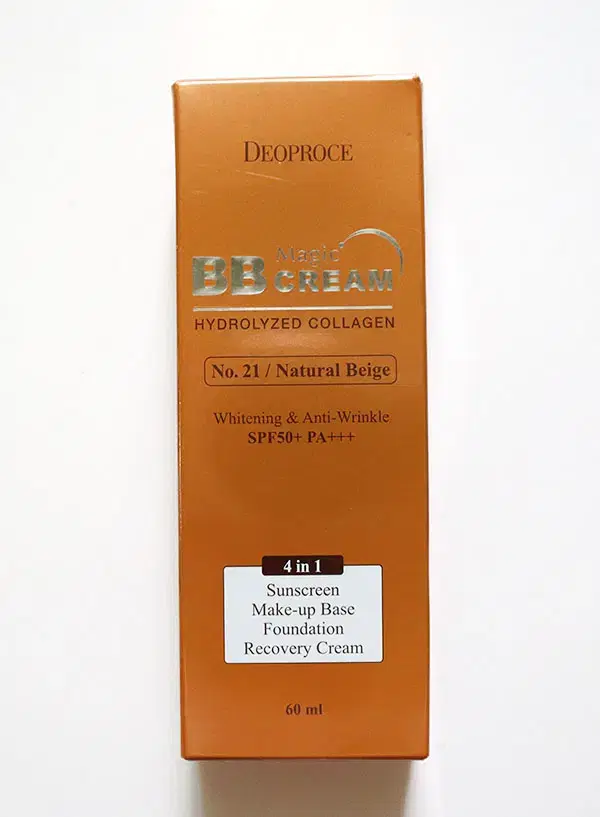 DEOPROCE
Magic
BB CREAM
HYDROLYZED COLLAGEN
No. 21 / Natural Beige
Whitening & Anti-Wrinkle
SPF50+ PA+++
4 in 1
Sunscreen
Make-up Base
Foundation
Recovery Cream
60 ml